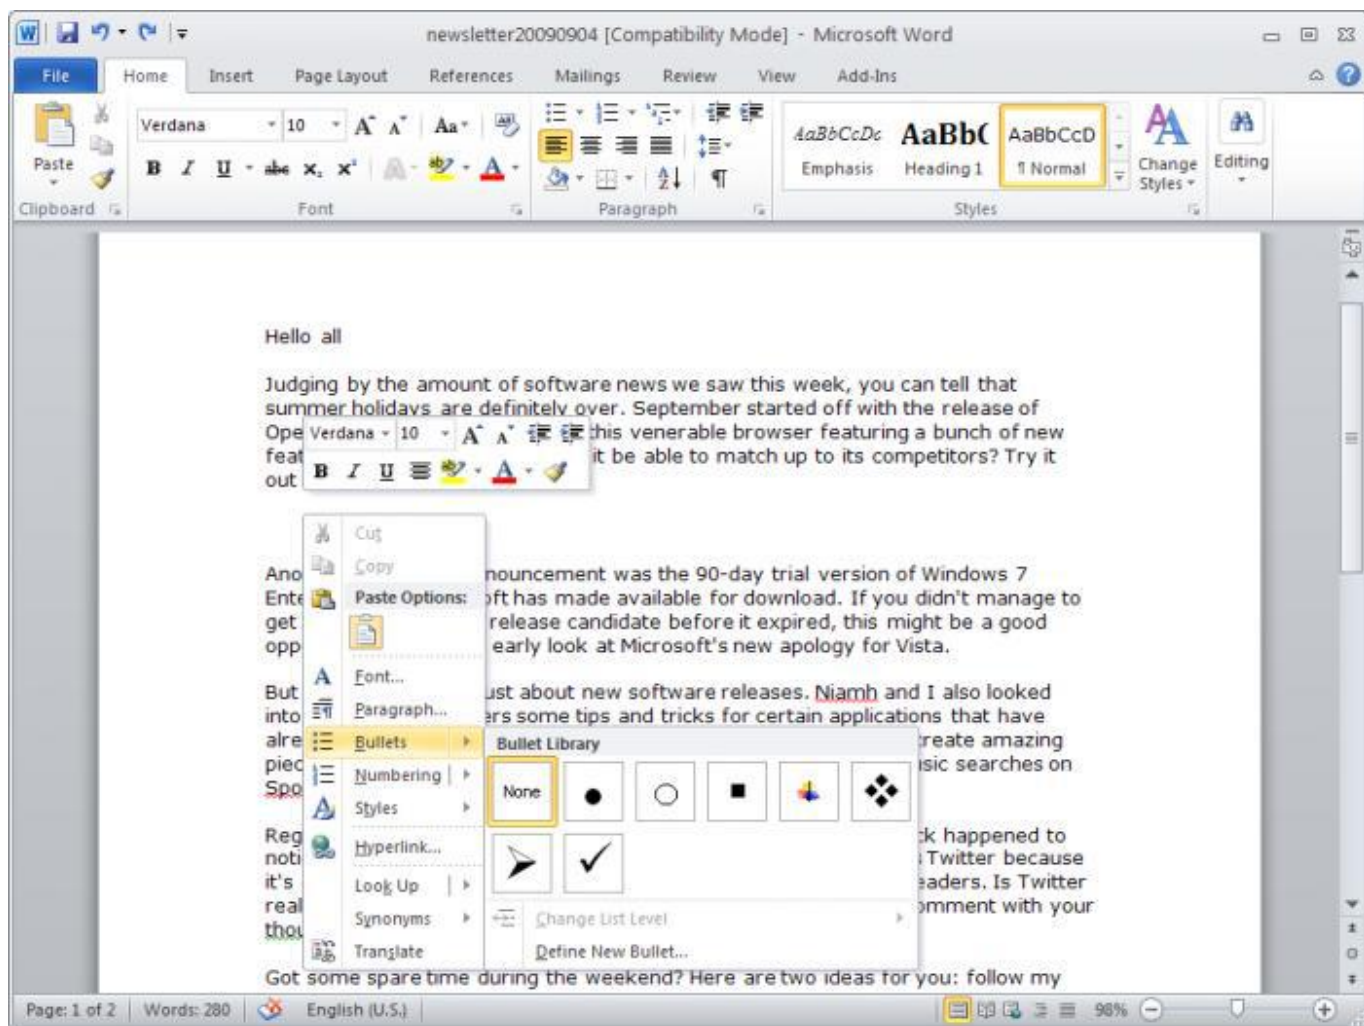 newsletter20090904 [Compatibility Mode] - Microsoft Word
File Home Insert Page Layout References Mailings Review View Add-Ins
Verdana 10 Aa
Paste
B I U abc X₂ X²
AaBbCcDc AaBb( AaBbCcD
Emphasis Heading 1 ¶ Normal
Change Styles
Editing
Clipboard Font Paragraph Styles
Hello all
Judging by the amount of software news we saw this week, you can tell that
summer holidays are definitely over. September started off with the release of
Ope this venerable browser featuring a bunch of new
feat it be able to match up to its competitors? Try it
out
Verdana 10
B I U
Ano nouncement was the 90-day trial version of Windows 7
Ente oft has made available for download. If you didn't manage to
get release candidate before it expired, this might be a good
opp early look at Microsoft's new apology for Vista.
But ust about new software releases. Niamh and I also looked
into ers some tips and tricks for certain applications that have
alre create amazing
piec sic searches on
Spo
Reg ck happened to
noti s Twitter because
it's eaders. Is Twitter
real omment with your
thou
Got some spare time during the weekend? Here are two ideas for you: follow my
Cut
Copy
Paste Options:
Font...
Paragraph...
Bullets
Numbering
Styles
Hyperlink...
Look Up
Synonyms
Translate
Bullet Library
None
Change List Level
Define New Bullet...
Page: 1 of 2 Words: 280 English (U.S.) 98%